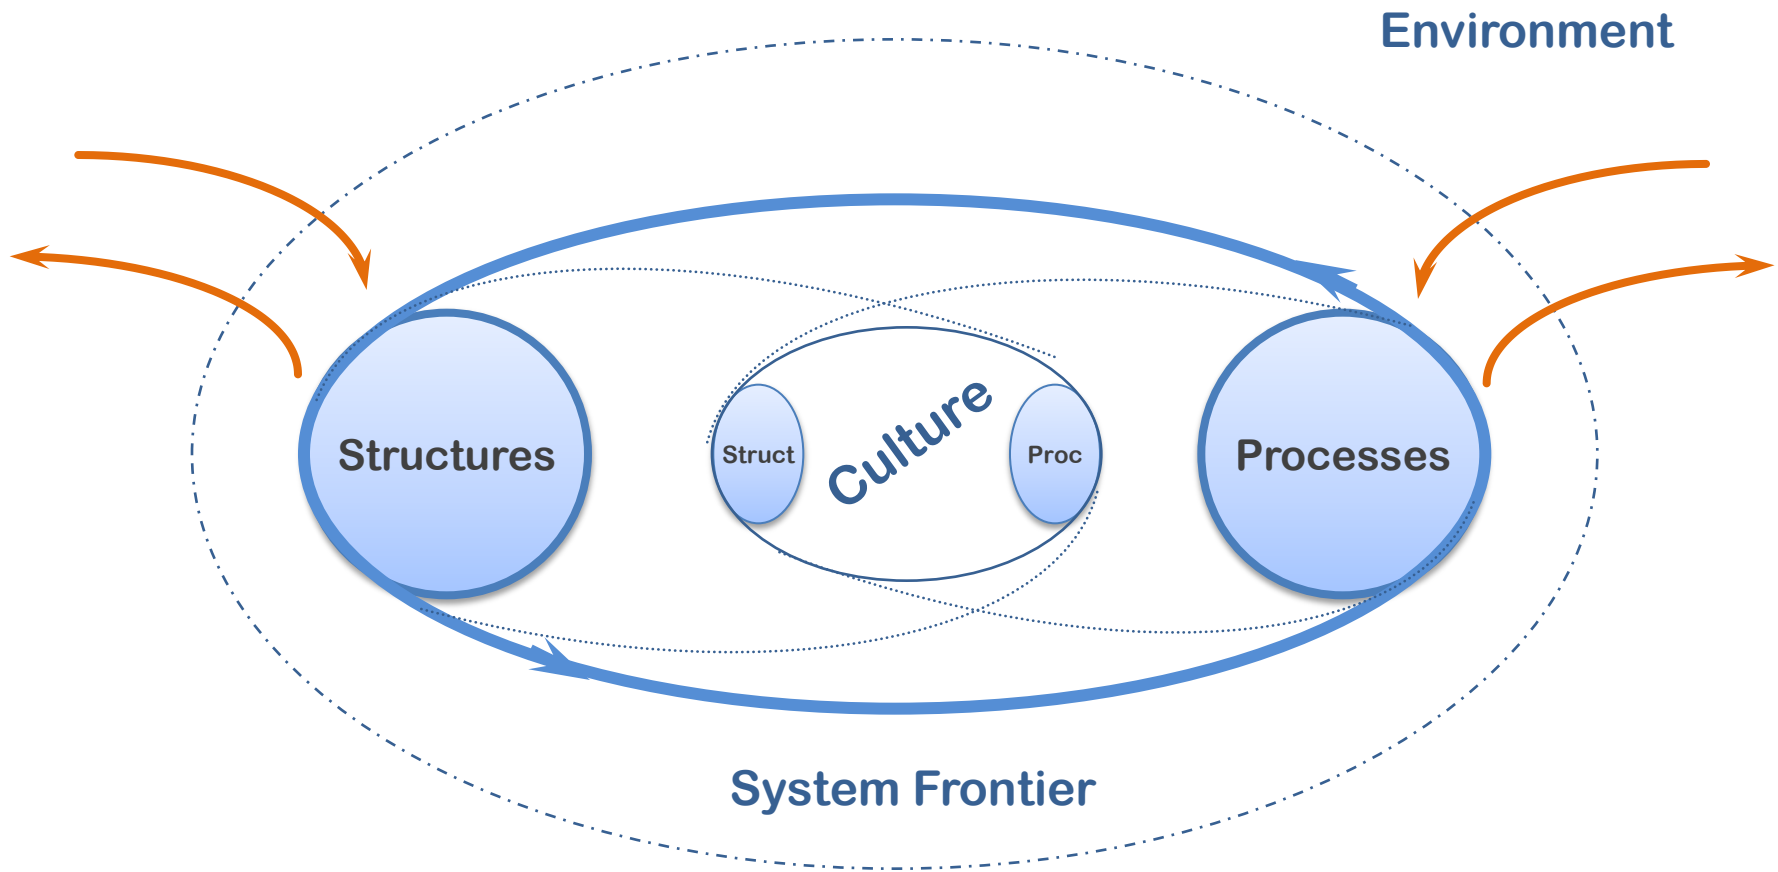 Environment
Structures
Struct
Culture
Proc
Processes
System Frontier